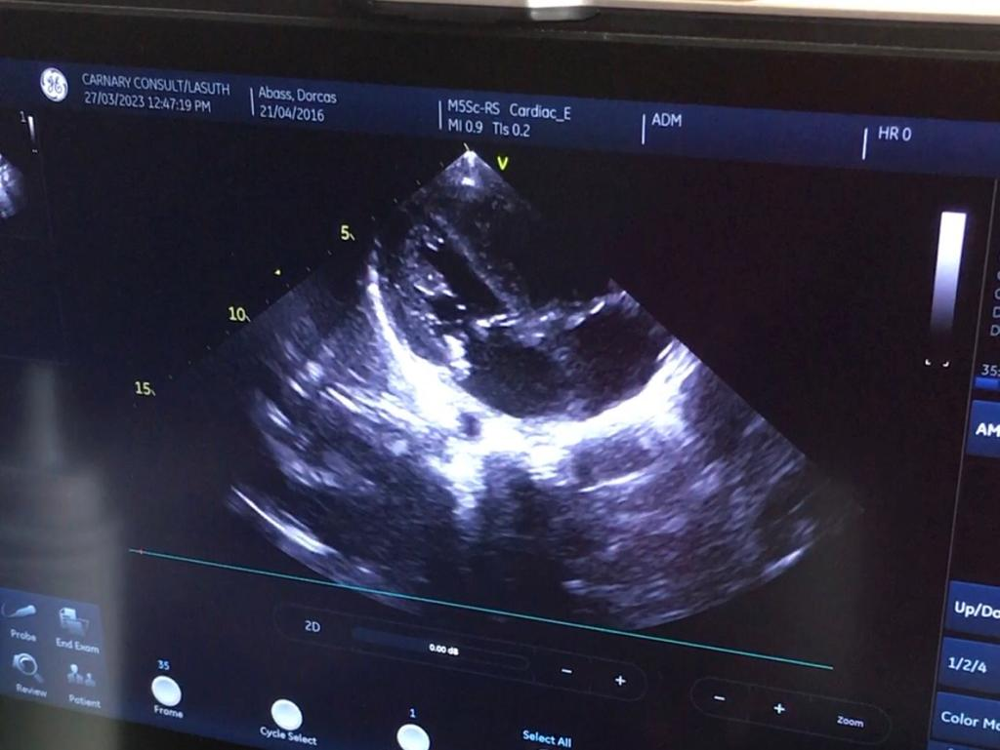 CARNARY CONSULT/LASUTH
27/03/2023 12:47:19 PM
Abass, Dorcas
21/04/2016
M5Sc-RS Cardiac_E
MI 0.9 TIs 0.2
ADM
HR 0
1
V
5
10
15
35
AM
Up/Do
1/2/4
Color Mo
2D
0.00 dB
- +
- + Zoom
Probe
End Exam
Review
Patient
35
Frame
Cycle Select
1
Select All